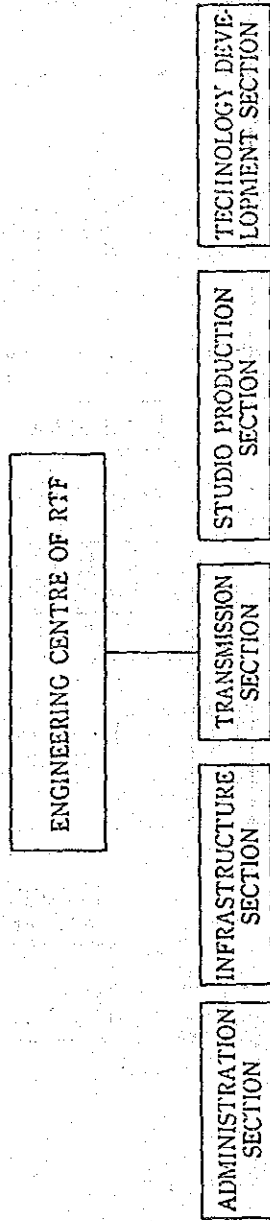 ENGINEERING CENTRE OF RTF
ADMINISTRATION
SECTION
INFRASTRUCTURE
SECTION
TRANSMISSION
SECTION
STUDIO PRODUCTION
SECTION
TECHNOLOGY DEVE-
LOPMENT SECTION